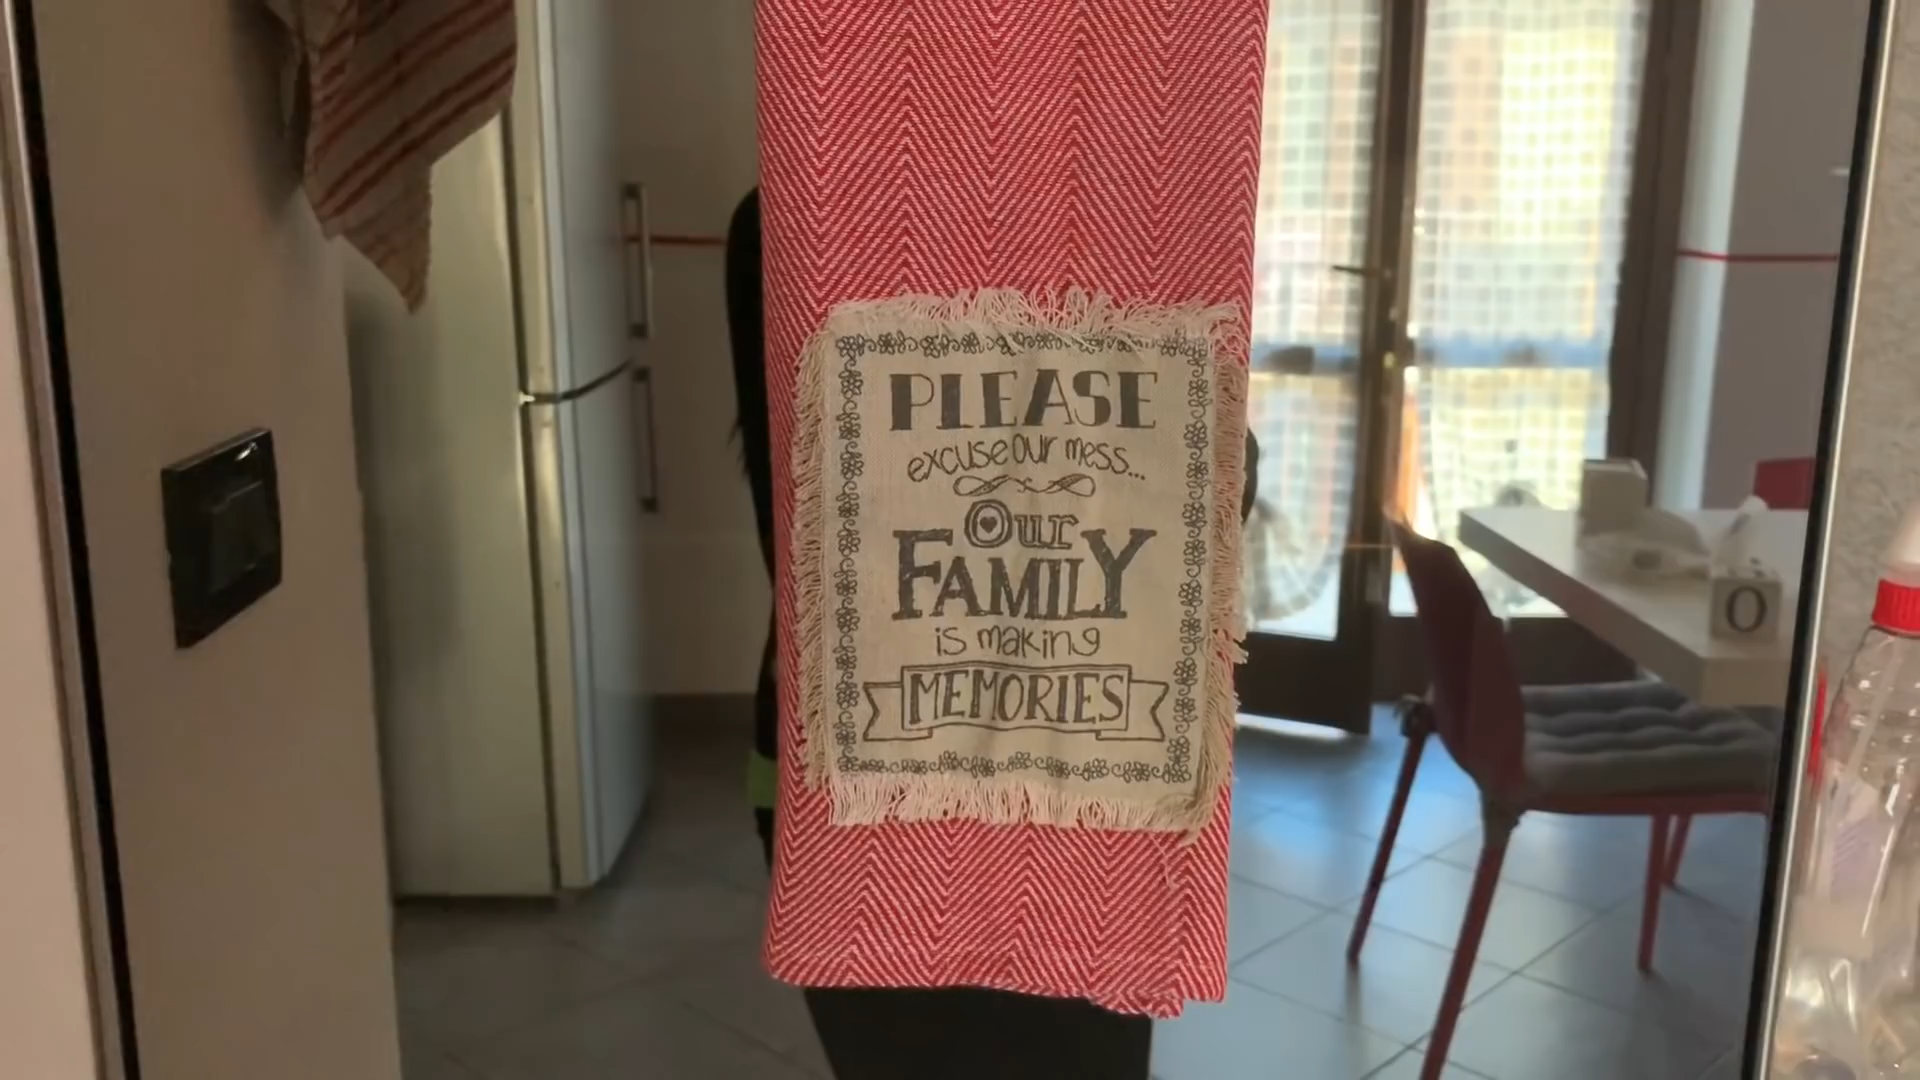 PLEASE
excuse our mess...
Our
FAMILY
is making
MEMORIES
O